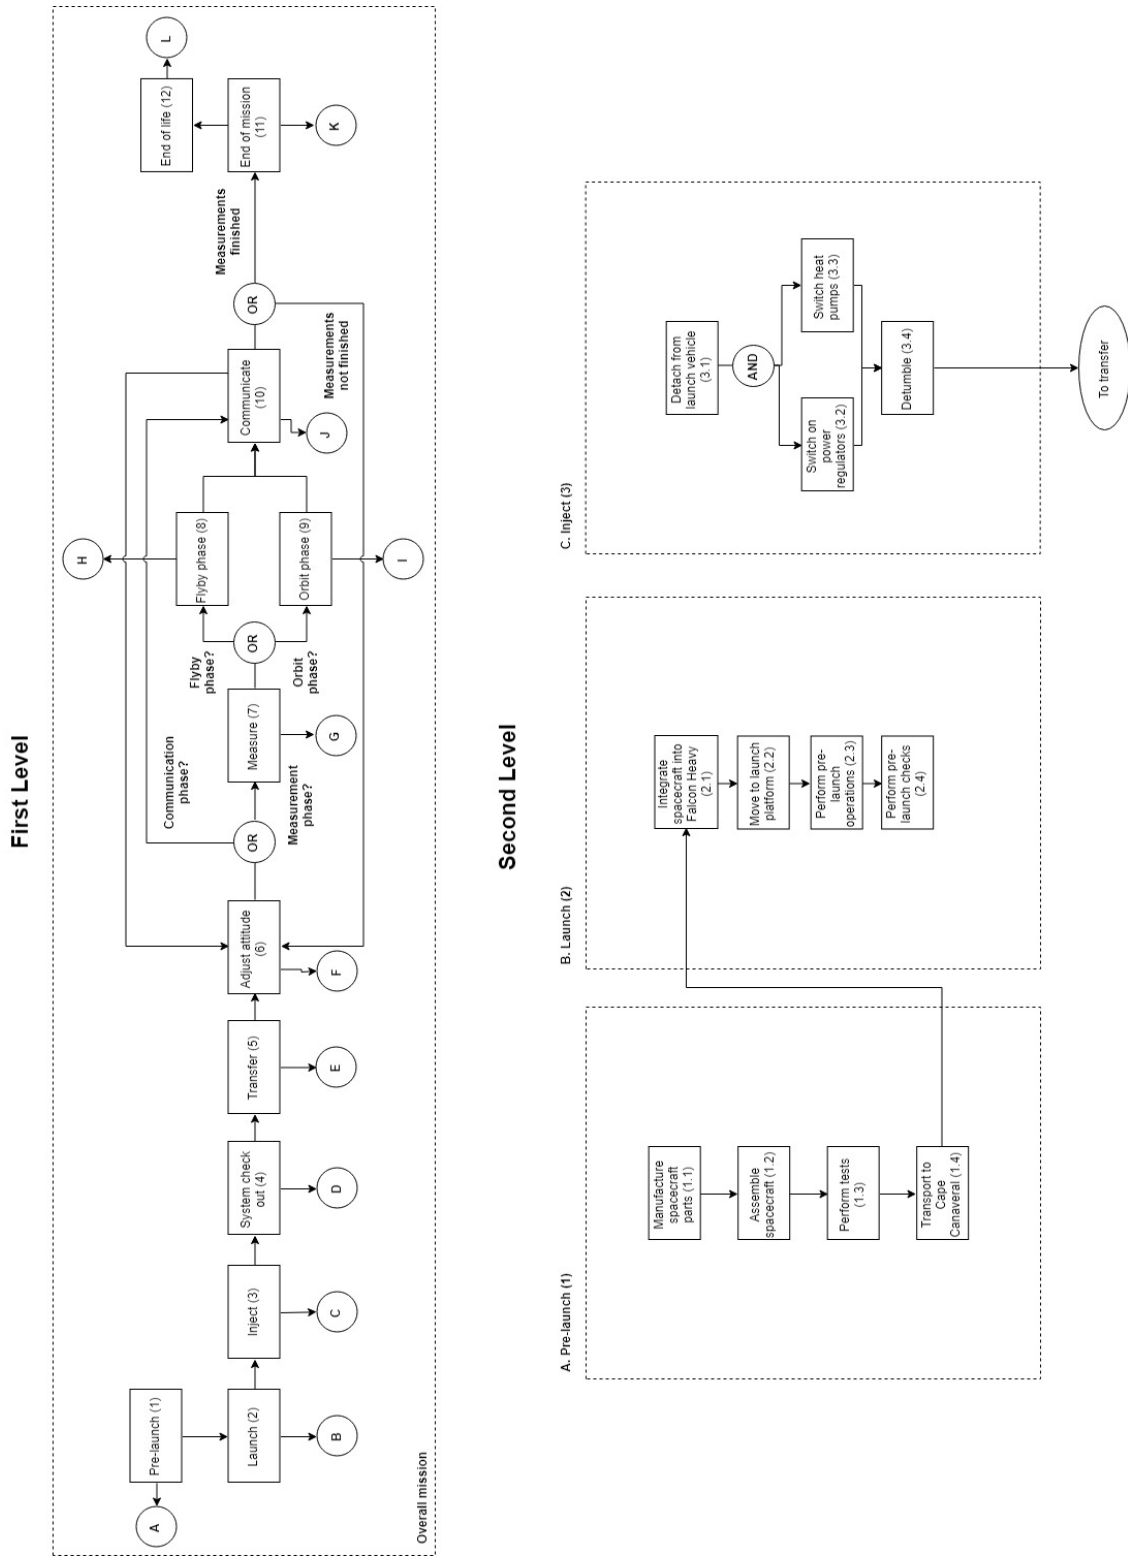 First Level
A
Pre-launch (1)
Launch (2)
B
Inject (3)
C
System check
out (4)
D
Transfer (5)
E
Adjust attitude
(6)
F
OR
Communication
phase?
Measurement
phase?
Measure (7)
G
OR
Flyby
phase?
Orbit
phase?
Flyby phase (8)
H
Orbit phase (9)
I
Communicate
(10)
J
OR
Measurements
finished
Measurements
not finished
End of mission
(11)
K
End of life (12)
L
Overall mission
Second Level
A. Pre-launch (1)
Manufacture
spacecraft
parts (1.1)
Assemble
spacecraft (1.2)
Perform tests
(1.3)
Transport to
Cape
Canaveral (1.4)
B. Launch (2)
Integrate
spacecraft into
Falcon Heavy
(2.1)
Move to launch
platform (2.2)
Perform pre-
launch
operations (2.3)
Perform pre-
launch checks
(2.4)
C. Inject (3)
Detach from
launch vehicle
(3.1)
AND
Switch on
power
regulators (3.2)
Switch heat
pumps (3.3)
Detumble (3.4)
To transfer